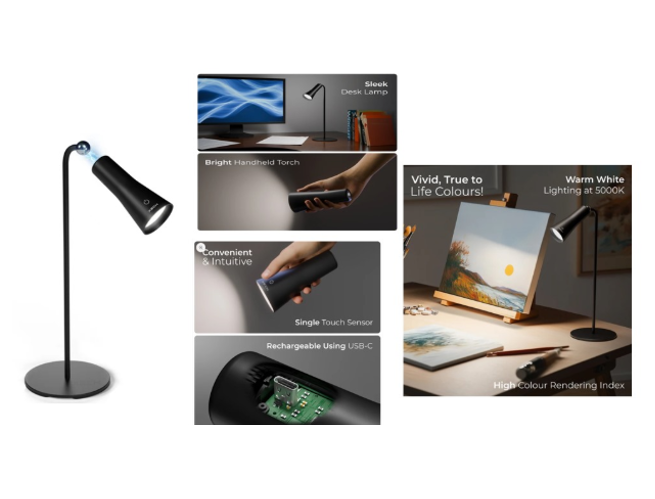 Sleek
Desk Lamp
Bright Handheld Torch
Convenient
& Intuitive
Single Touch Sensor
Rechargeable Using USB-C
Vivid, True to
Life Colours!
Warm White
Lighting at 5000K
High Colour Rendering Index